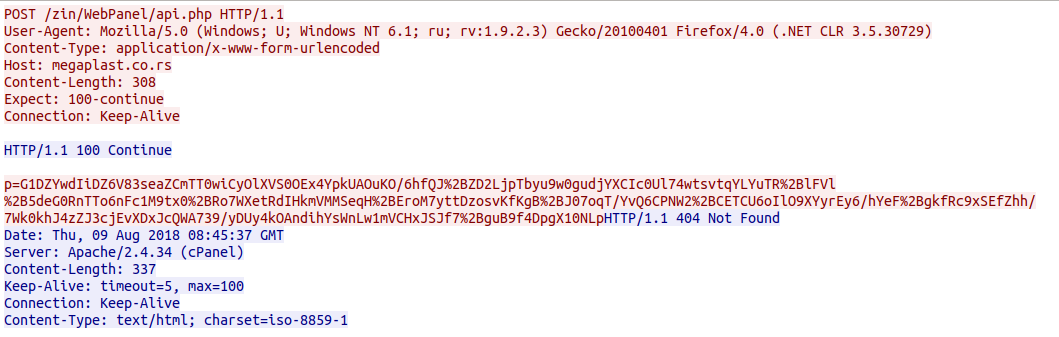 POST /zin/WebPanel/api.php HTTP/1.1
User-Agent: Mozilla/5.0 (Windows; U; Windows NT 6.1; ru; rv:1.9.2.3) Gecko/20100401 Firefox/4.0 (.NET CLR 3.5.30729)
Content-Type: application/x-www-form-urlencoded
Host: megaplast.co.rs
Content-Length: 308
Expect: 100-continue
Connection: Keep-Alive
HTTP/1.1 100 Continue
p=G1DZYwdIiDZ6V83seaZCmTT0wiCyOlXVS0OEx4YpkUAOuKO/6hfQJ%2BZD2LjpTbyu9w0gudjYXCIc0Ul74wtsvtqYLYuTR%2BlFVl
%2B5deG0RnTTo6nFc1M9tx0%2BRo7WXetRdIHkmVMMSeqH%2BEroM7yttDzosvKfKgB%2BJ07oqT/YvQ6CPNW2%2BCETCU6oIlO9XYyrEy6/hYeF%2BgkfRc9xSEfZhh/
7Wk0khJ4zZJ3cjEvXDxJcQWA739/yDUy4kOAndihYsWnLw1mVCHxJSJf7%2BguB9f4DpgX10NLpHTTP/1.1 404 Not Found
Date: Thu, 09 Aug 2018 08:45:37 GMT
Server: Apache/2.4.34 (cPanel)
Content-Length: 337
Keep-Alive: timeout=5, max=100
Connection: Keep-Alive
Content-Type: text/html; charset=iso-8859-1